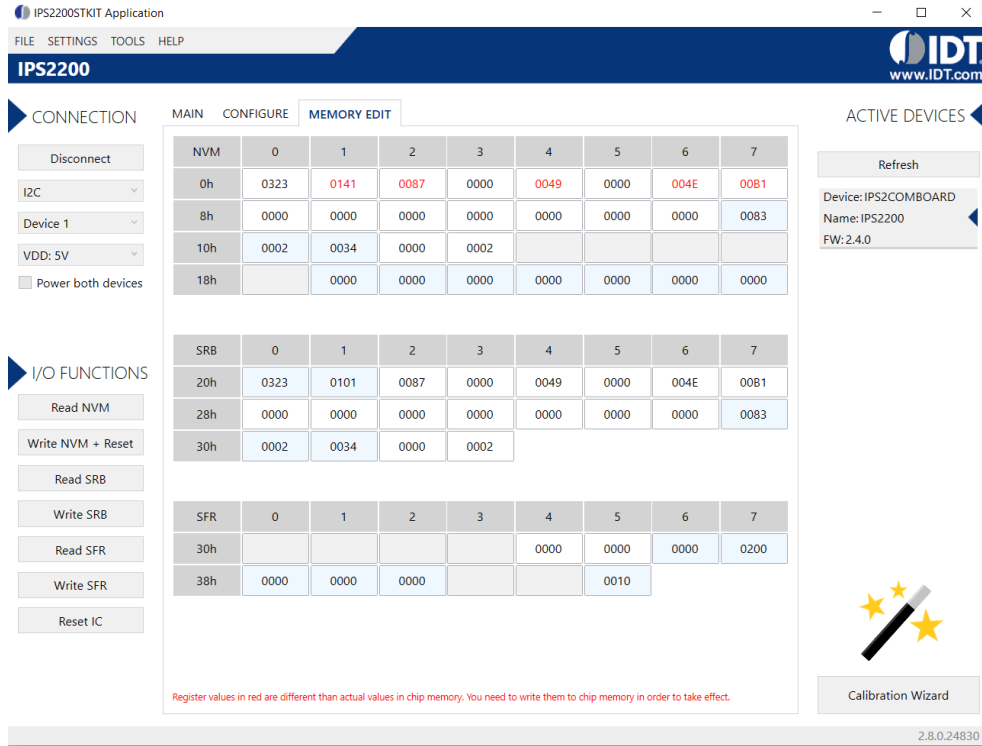 IPS2200STKIT Application
FILE SETTINGS TOOLS HELP
IPS2200
IDT
www.IDT.com
CONNECTION
Disconnect
I2C
Device 1
VDD: 5V
Power both devices
I/O FUNCTIONS
Read NVM
Write NVM + Reset
Read SRB
Write SRB
Read SFR
Write SFR
Reset IC
MAIN CONFIGURE MEMORY EDIT
NVM 0 1 2 3 4 5 6 7
0h 0323 0141 0087 0000 0049 0000 004E 00B1
8h 0000 0000 0000 0000 0000 0000 0000 0083
10h 0002 0034 0000 0002
18h 0000 0000 0000 0000 0000 0000 0000
SRB 0 1 2 3 4 5 6 7
20h 0323 0101 0087 0000 0049 0000 004E 00B1
28h 0000 0000 0000 0000 0000 0000 0000 0083
30h 0002 0034 0000 0002
SFR 0 1 2 3 4 5 6 7
30h 0000 0000 0000 0200
38h 0000 0000 0000 0010
Register values in red are different than actual values in chip memory. You need to write them to chip memory in order to take effect.
ACTIVE DEVICES
Refresh
Device: IPS2COMBOARD
Name: IPS2200
FW: 2.4.0
Calibration Wizard
2.8.0.24830